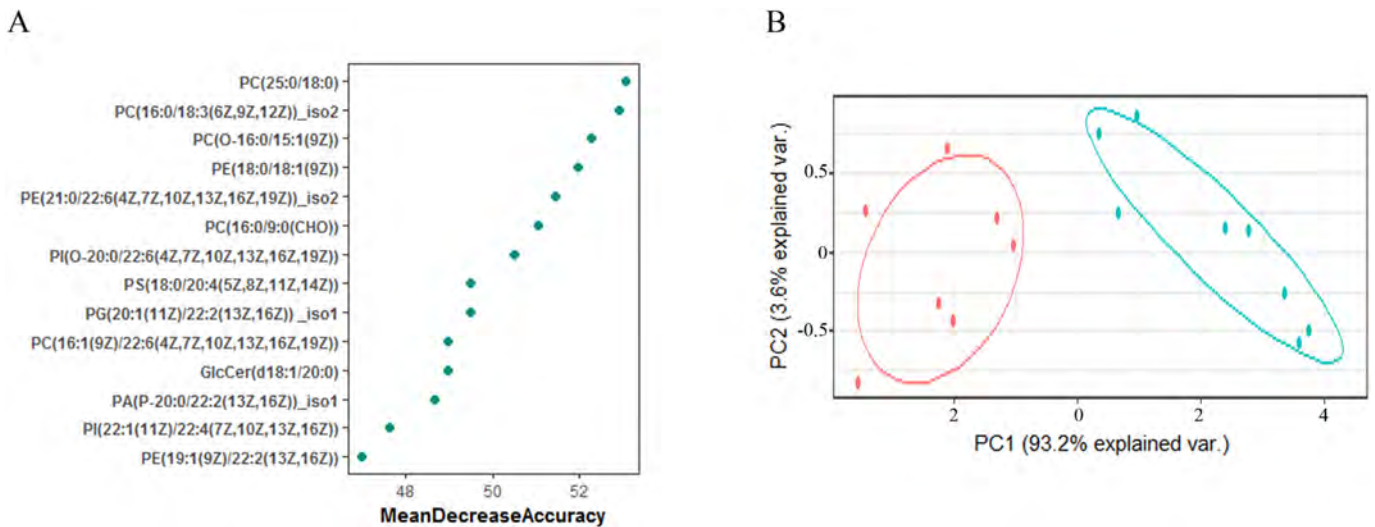 A
PC(25:0/18:0)
PC(16:0/18:3(6Z,9Z,12Z))_iso2
PC(O-16:0/15:1(9Z))
PE(18:0/18:1(9Z))
PE(21:0/22:6(4Z,7Z,10Z,13Z,16Z,19Z))_iso2
PC(16:0/9:0(CHO))
PI(O-20:0/22:6(4Z,7Z,10Z,13Z,16Z,19Z))
PS(18:0/20:4(5Z,8Z,11Z,14Z))
PG(20:1(11Z)/22:2(13Z,16Z)) _iso1
PC(16:1(9Z)/22:6(4Z,7Z,10Z,13Z,16Z,19Z))
GlcCer(d18:1/20:0)
PA(P-20:0/22:2(13Z,16Z))_iso1
PI(22:1(11Z)/22:4(7Z,10Z,13Z,16Z))
PE(19:1(9Z)/22:2(13Z,16Z))
48 50 52
MeanDecreaseAccuracy
B
PC2 (3.6% explained var.)
0.5
0
-0.5
2 0 2 4
PC1 (93.2% explained var.)